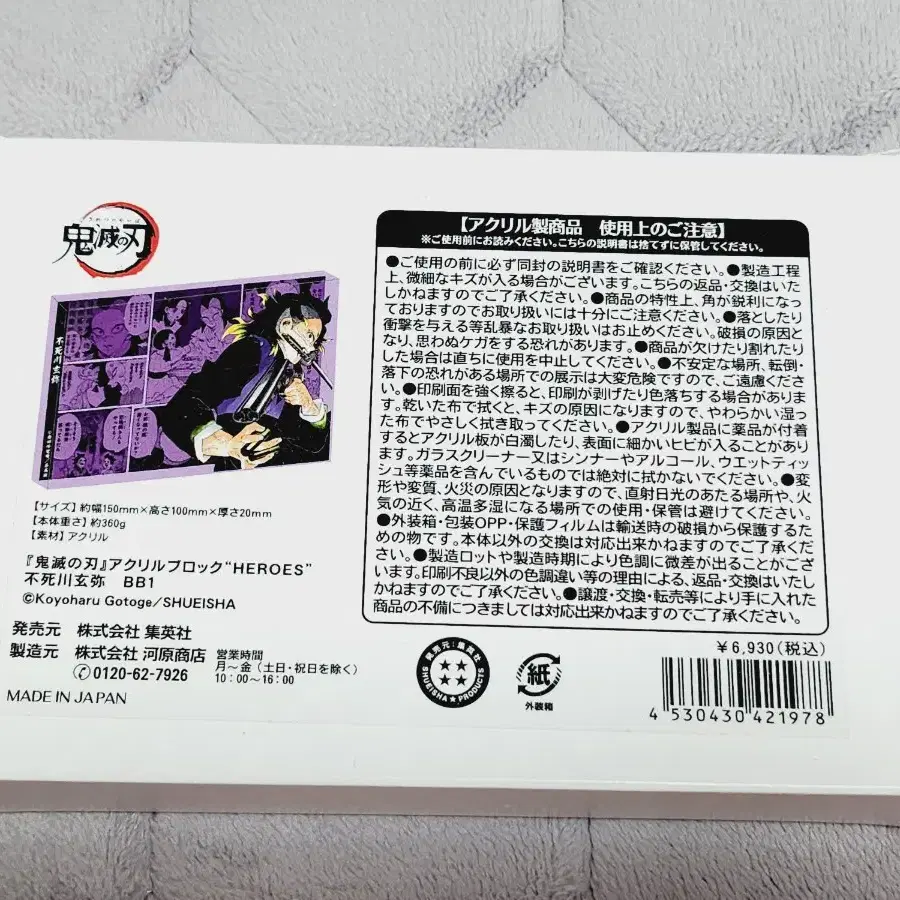 鬼滅の刃
不死川玄弥
【サイズ】約幅150mm×高さ100mm×厚さ20mm
【本体重さ】約360g
【素材】アクリル
『鬼滅の刃』アクリルブロック“HEROES”
不死川玄弥 BB1
©Koyoharu Gotoge/SHUEISHA
発売元 株式会社 集英社
製造元 株式会社 河原商店
0120-62-7926
営業時間
月～金（土日・祝日を除く）
10：00～16：00
MADE IN JAPAN
【アクリル製商品 使用上のご注意】
※ご使用前にお読みください。こちらの説明書は捨てずに保管してください。
●ご使用の前に必ず同封の説明書をご確認ください。●製造工程
上、微細なキズが入る場合がございます。こちらの返品・交換はいた
しかねますのでご了承ください。●商品の特性上、角が鋭利になっ
ておりますのでお取り扱いには十分にご注意ください。●落としたり
衝撃を与える等乱暴なお取り扱いはお止めください。破損の原因と
なり、思わぬケガをする恐れがあります。●商品が欠けたり割れたり
した場合は直ちに使用を中止してください。●不安定な場所、転倒・
落下の恐れがある場所での展示は大変危険ですので、ご遠慮くださ
い。●印刷面を強く擦ると、印刷が剥げたり色落ちする場合がありま
す。乾いた布で拭くと、キズの原因になりますので、やわらかい湿っ
た布でやさしく拭き取ってください。●アクリル製品に薬品が付着
するとアクリル板が白濁したり、表面に細かいヒビが入ることがあり
ます。ガラスクリーナー又はシンナーやアルコール、ウエットティッ
シュ等薬品を含んでいるものでは絶対に拭かないでください。●変
形や変質、火災の原因となりますので、直射日光のあたる場所や、火
気の近く、高温多湿になる場所での使用・保管は避けてください。
●外装箱・包装OPP・保護フィルムは輸送時の破損から保護するた
めの物です。本体以外の交換は対応出来かねますのでご了承くださ
い。●製造ロットや製造時期により色調に微差が出ることがござい
ます。印刷不良以外の色調違い等の理由による、返品・交換はいたし
かねますのでご了承ください。●譲渡・交換・転売等により手に入れた
商品の不備につきましては対応出来かねますのでご了承ください。
￥6,930（税込）
発売元：集英社
SHUEISHA PRODUCTS
紙
外装箱
4 530430 421978